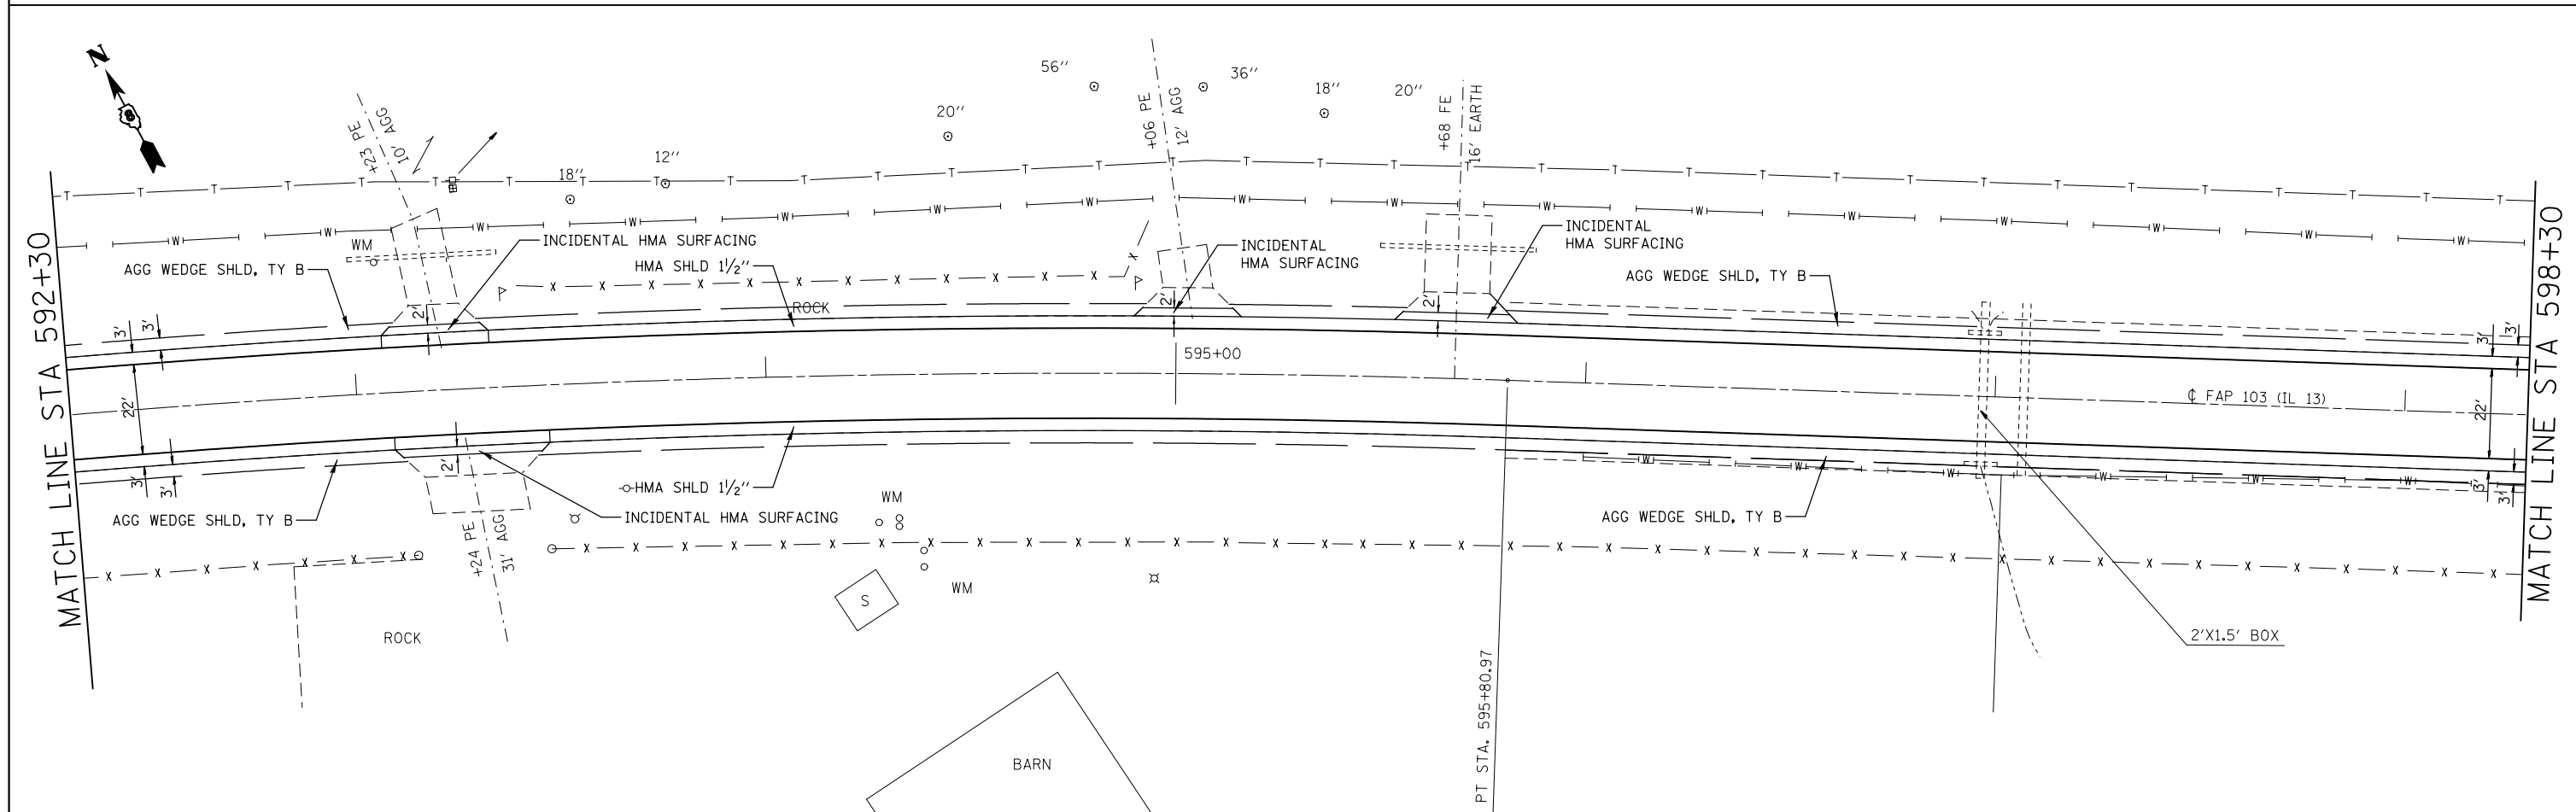 N
8
MATCH LINE STA 592+30
+23 PE
10' AGG
18"
12"
20"
56"
36"
18"
20"
+06 PE
12' AGG
+68 FE
16' EARTH
WM
AGG WEDGE SHLD, TY B
INCIDENTAL HMA SURFACING
HMA SHLD 1½"
ROCK
INCIDENTAL
HMA SURFACING
INCIDENTAL
HMA SURFACING
AGG WEDGE SHLD, TY B
3'
3'
2'
2'
2'
3'
3'
595+00
22'
℄ FAP 103 (IL 13)
22'
3'
3'
2'
3'
3'
AGG WEDGE SHLD, TY B
HMA SHLD 1½"
INCIDENTAL HMA SURFACING
WM
AGG WEDGE SHLD, TY B
+24 PE
31' AGG
ROCK
S
WM
BARN
PT STA. 595+80.97
2'X1.5' BOX
MATCH LINE STA 598+30